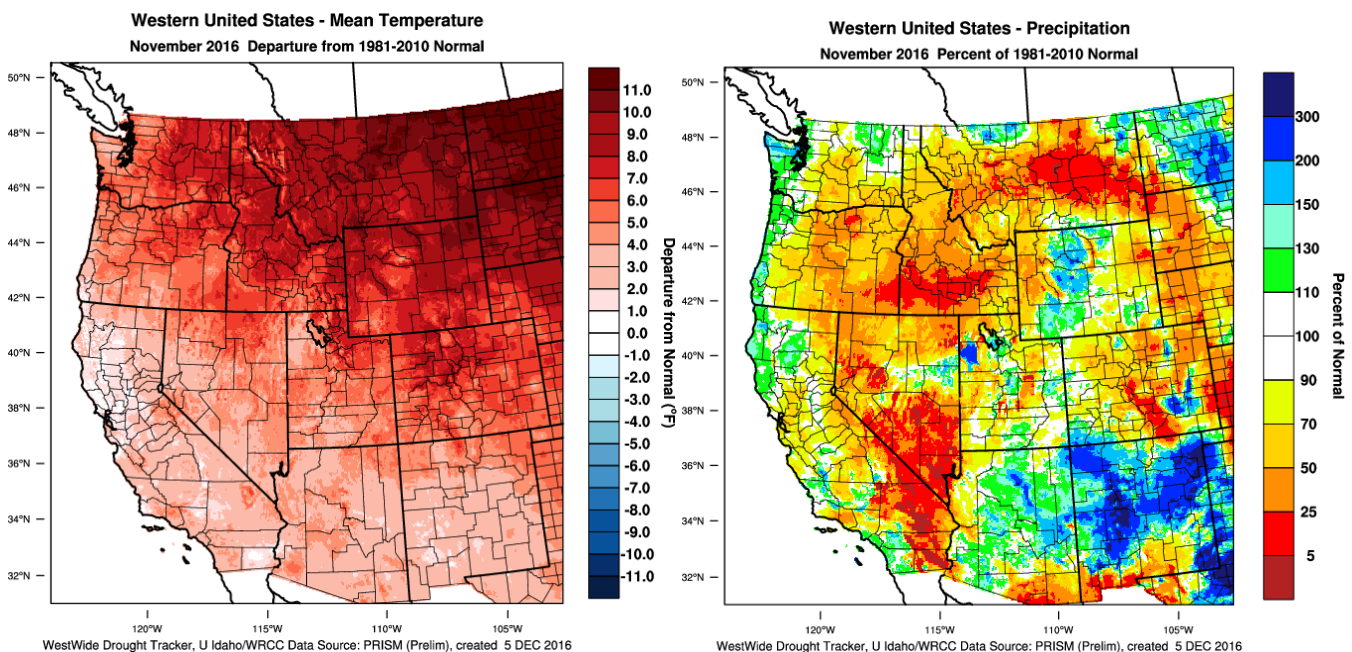 Western United States - Mean Temperature
November 2016 Departure from 1981-2010 Normal
50°N
48°N
46°N
44°N
42°N
40°N
38°N
36°N
34°N
32°N
120°W
115°W
110°W
105°W
11.0
10.0
9.0
8.0
7.0
6.0
5.0
4.0
3.0
2.0
1.0
0.0
-1.0
-2.0
-3.0
-4.0
-5.0
-6.0
-7.0
-8.0
-9.0
-10.0
-11.0
Departure from Normal (°F)
WestWide Drought Tracker, U Idaho/WRCC Data Source: PRISM (Prelim), created 5 DEC 2016
Western United States - Precipitation
November 2016 Percent of 1981-2010 Normal
50°N
48°N
46°N
44°N
42°N
40°N
38°N
36°N
34°N
32°N
120°W
115°W
110°W
105°W
300
200
150
130
110
100
90
70
50
25
5
Percent of Normal
WestWide Drought Tracker, U Idaho/WRCC Data Source: PRISM (Prelim), created 5 DEC 2016